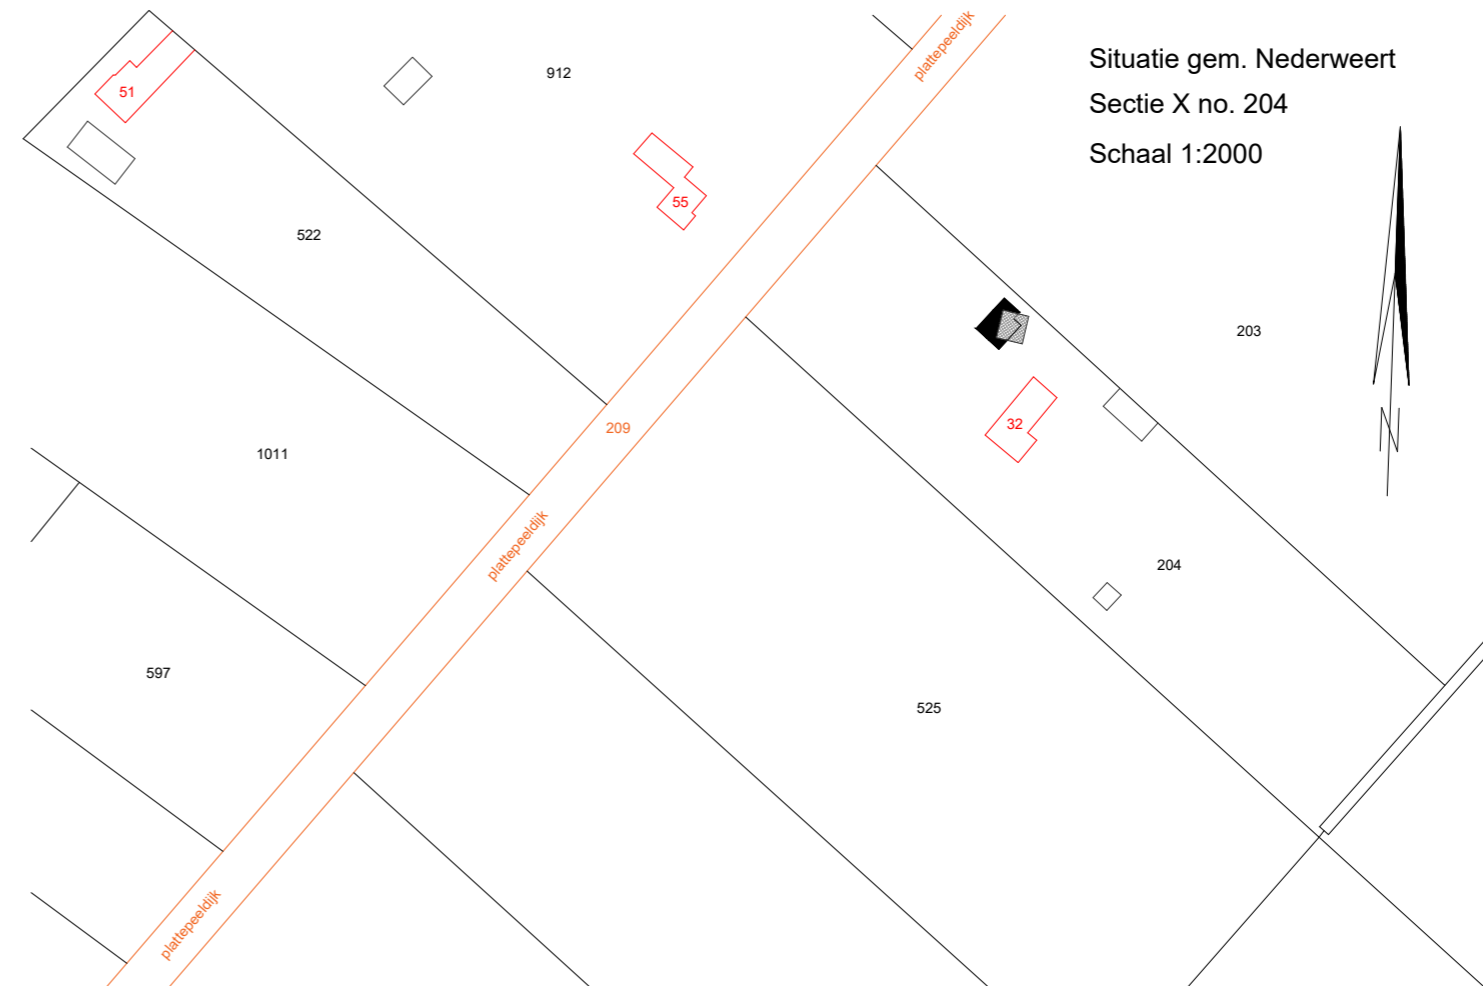 plattepeeldijk
Situatie gem. Nederweert
Sectie X no. 204
Schaal 1:2000
912
51
55
522
203
32
209
1011
plattepeeldijk
204
597
525
plattepeeldijk
N